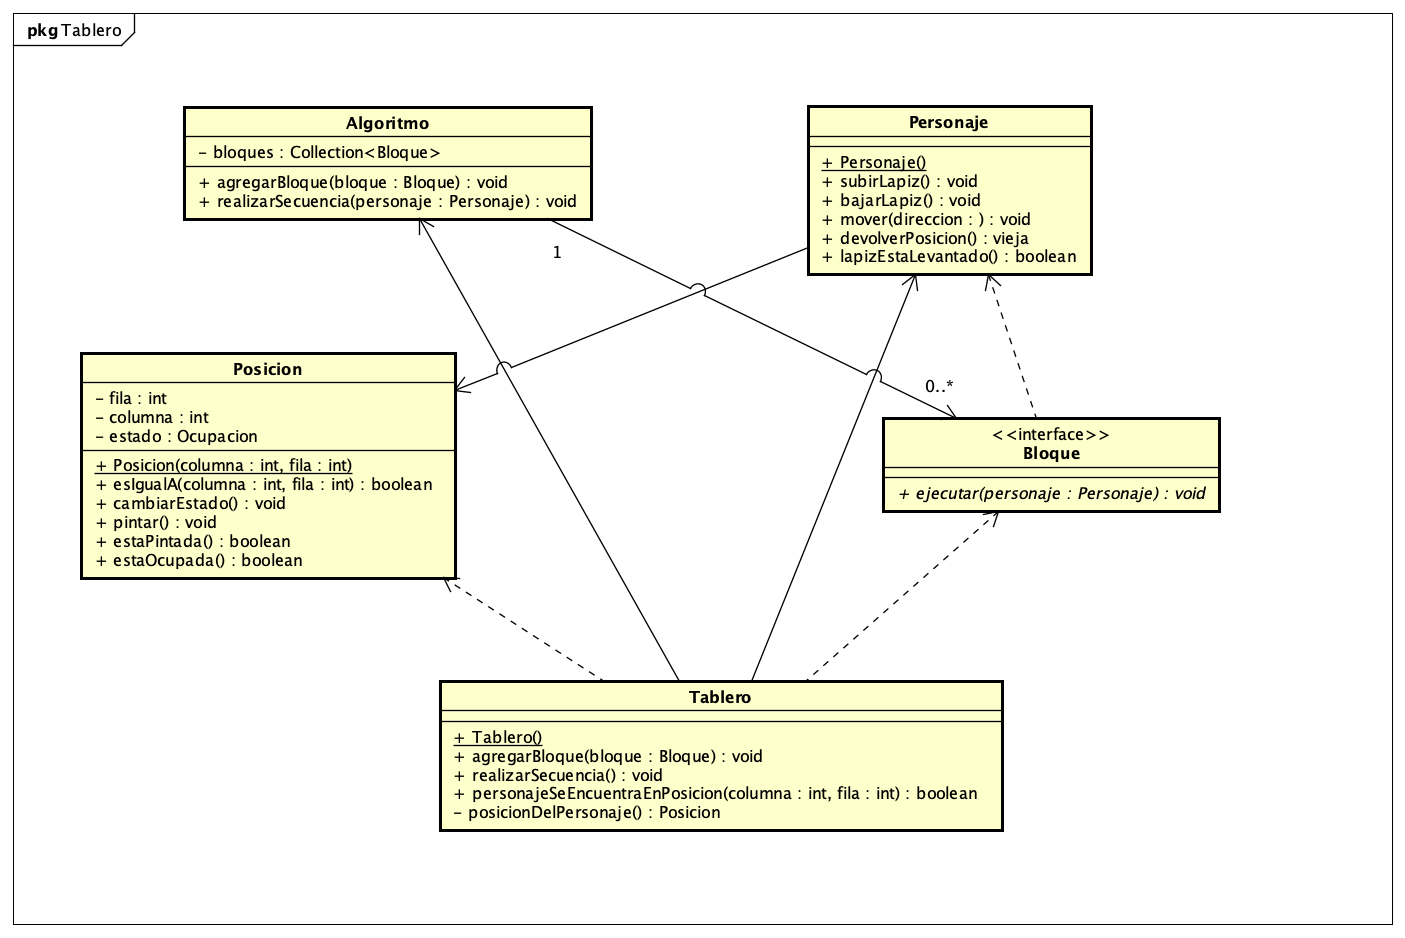 pkg Tablero
Algoritmo
– bloques : Collection<Bloque>
+ agregarBloque(bloque : Bloque) : void
+ realizarSecuencia(personaje : Personaje) : void
Personaje
+ Personaje()
+ subirLapiz() : void
+ bajarLapiz() : void
+ mover(direccion : ) : void
+ devolverPosicion() : vieja
+ lapizEstaLevantado() : boolean
1
0..*
Posicion
– fila : int
– columna : int
– estado : Ocupacion
+ Posicion(columna : int, fila : int)
+ esIgualA(columna : int, fila : int) : boolean
+ cambiarEstado() : void
+ pintar() : void
+ estaPintada() : boolean
+ estaOcupada() : boolean
<<interface>>
Bloque
+ ejecutar(personaje : Personaje) : void
Tablero
+ Tablero()
+ agregarBloque(bloque : Bloque) : void
+ realizarSecuencia() : void
+ personajeSeEncuentraEnPosicion(columna : int, fila : int) : boolean
– posicionDelPersonaje() : Posicion